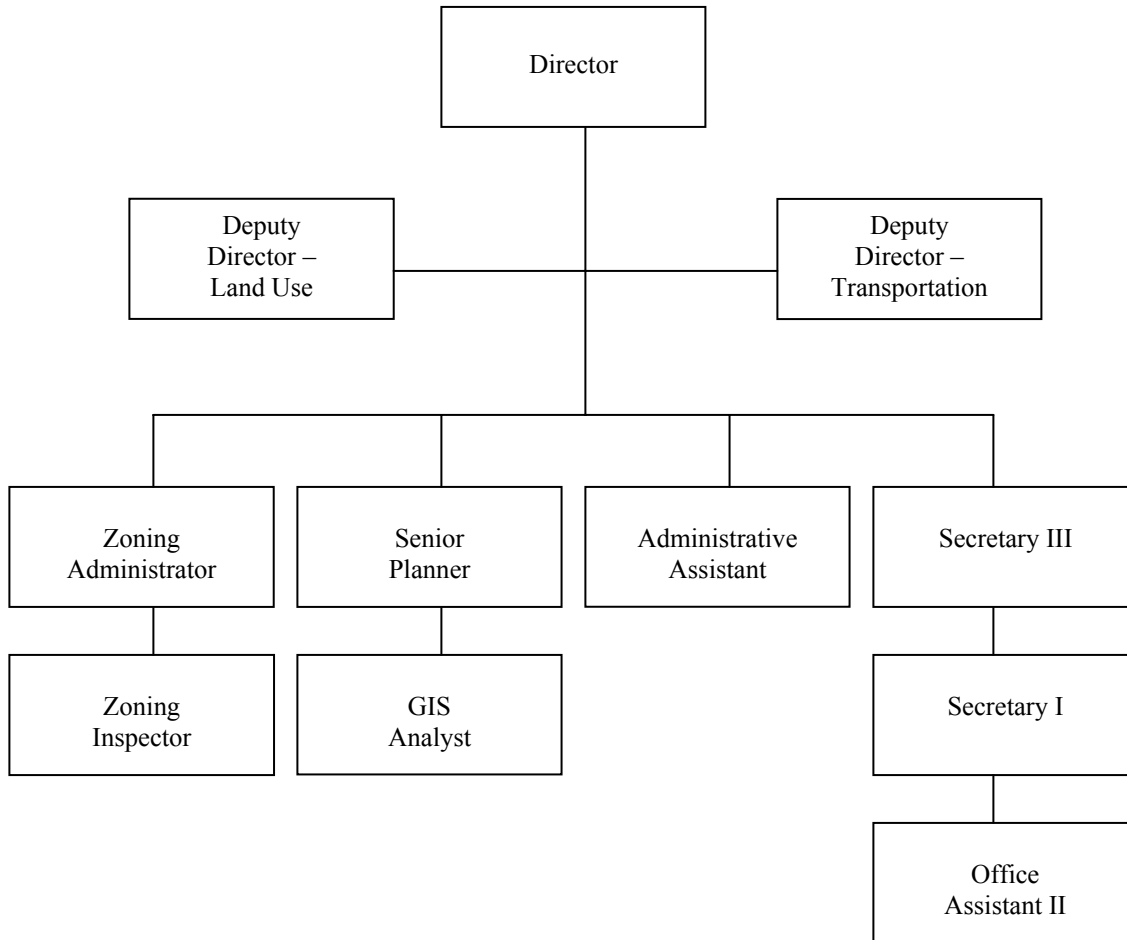 Director
Deputy
Director –
Land Use
Deputy
Director –
Transportation
Zoning
Administrator
Senior
Planner
Administrative
Assistant
Secretary III
Zoning
Inspector
GIS
Analyst
Secretary I
Office
Assistant II